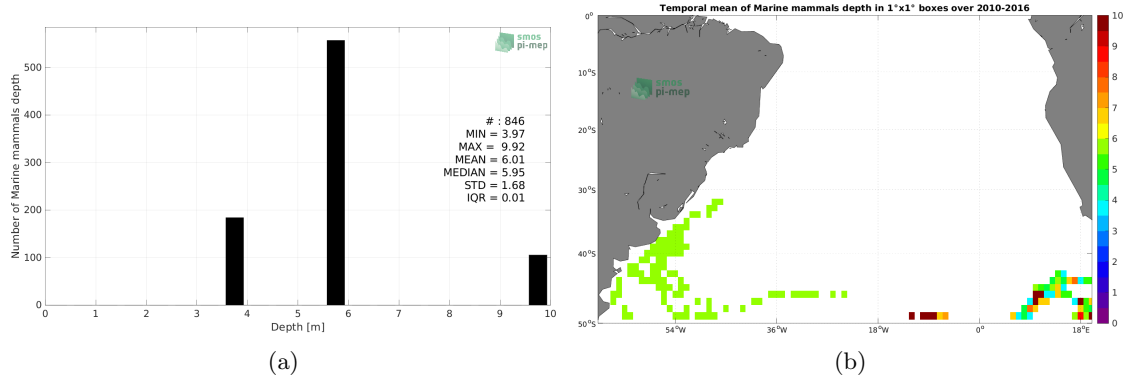 smos
pi-mep
Number of Marine mammals depth
500
400
300
200
100
0
# : 846
MIN = 3.97
MAX = 9.92
MEAN = 6.01
MEDIAN = 5.95
STD = 1.68
IQR = 0.01
0 1 2 3 4 5 6 7 8 9 10
Depth [m]
(a)
Temporal mean of Marine mammals depth in 1°x1° boxes over 2010-2016
smos
pi-mep
0°
10°S
20°S
30°S
40°S
50°S
54°W 36°W 18°W 0° 18°E
10
9
8
7
6
5
4
3
2
1
0
(b)